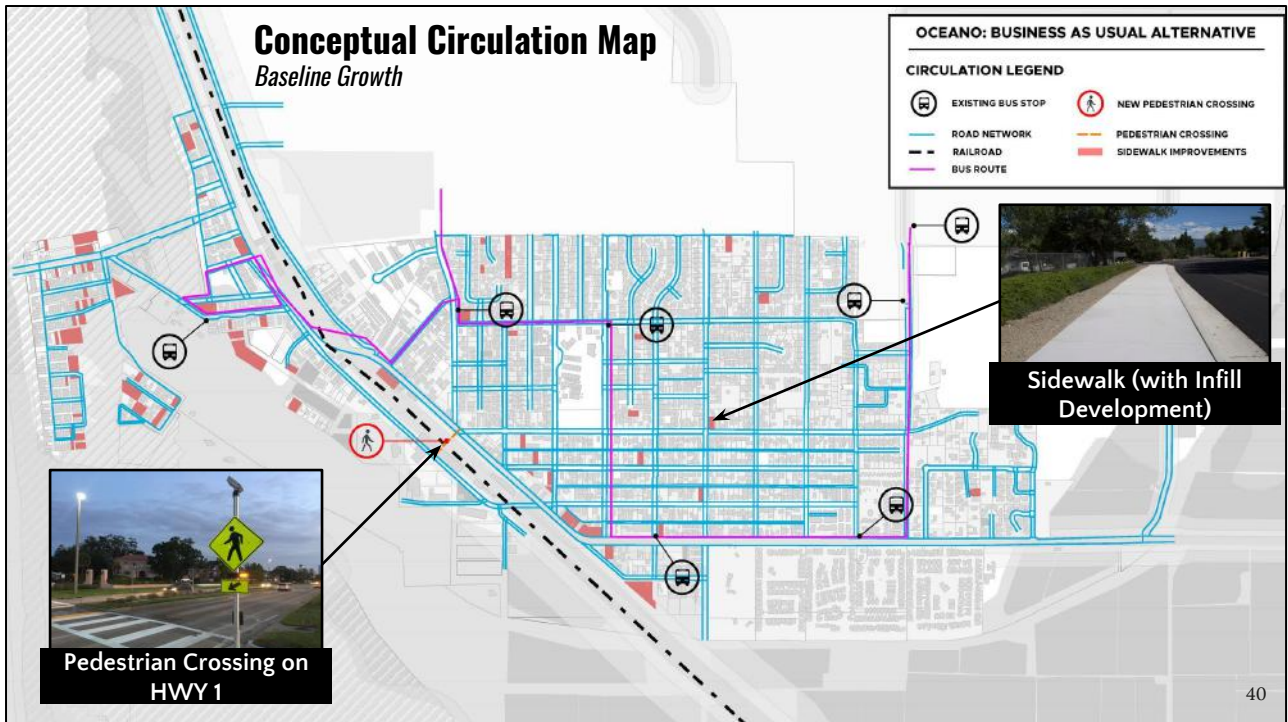 Conceptual Circulation Map
Baseline Growth
OCEANO: BUSINESS AS USUAL ALTERNATIVE
CIRCULATION LEGEND
EXISTING BUS STOP
NEW PEDESTRIAN CROSSING
ROAD NETWORK
PEDESTRIAN CROSSING
RAILROAD
SIDEWALK IMPROVEMENTS
BUS ROUTE
Sidewalk (with Infill
Development)
Pedestrian Crossing on
HWY 1
40